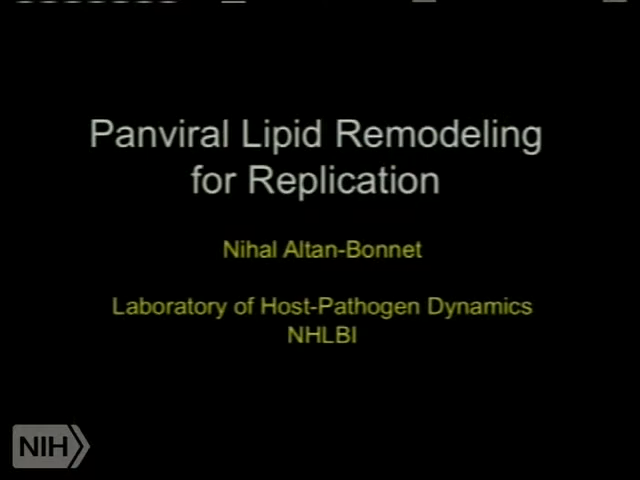 Panviral Lipid Remodeling
for Replication
Nihal Altan-Bonnet
Laboratory of Host-Pathogen Dynamics
NHLBI
NIH